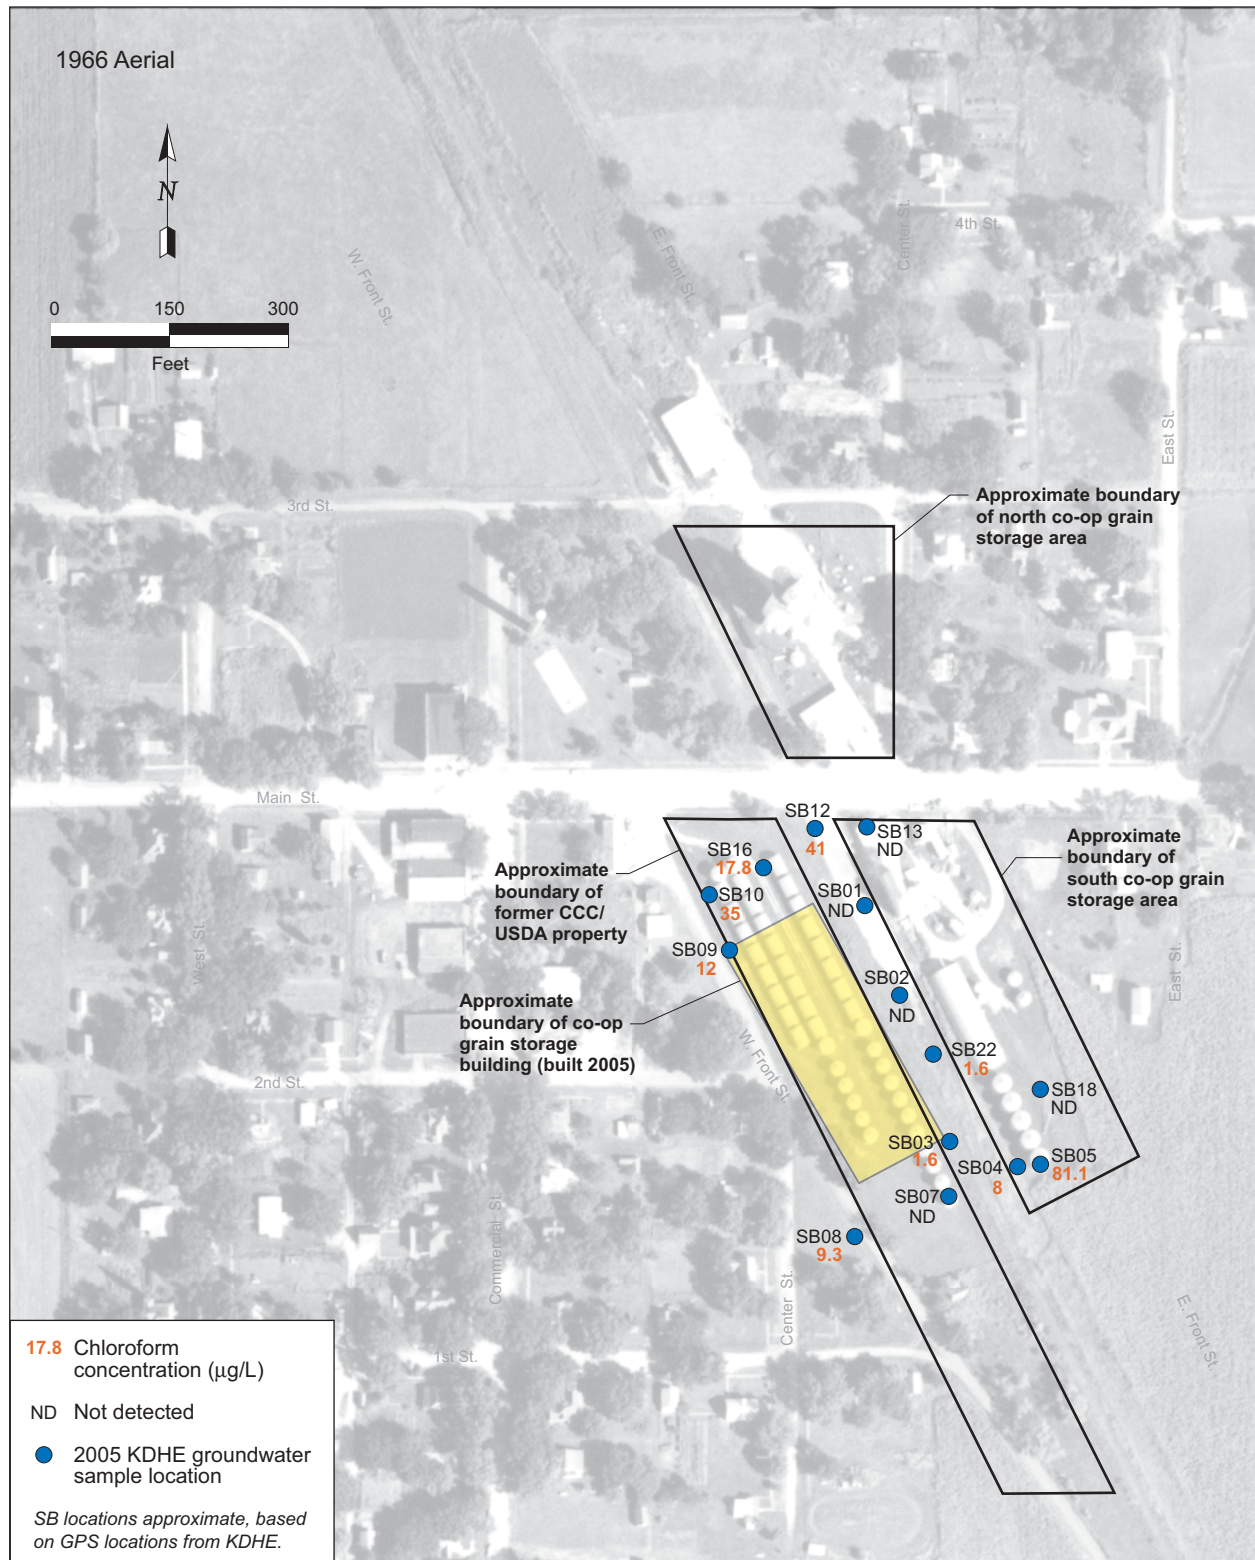 1966 Aerial
N
0 150 300
Feet
W. Front St.
E. Front St.
Center St.
4th St.
East St.
3rd St.
Approximate boundary
of north co-op grain
storage area
Main St.
SB12
41
SB13
ND
SB16
17.8
SB10
35
SB01
ND
Approximate
boundary of
former CCC/
USDA property
Approximate
boundary of
south co-op grain
storage area
SB09
12
West St.
East St.
SB02
ND
Approximate
boundary of co-op
grain storage
building (built 2005)
W. Front St.
SB22
1.6
2nd St.
SB18
ND
SB03
1.6
SB04
8
SB05
81.1
SB07
ND
SB08
9.3
Commercial St.
Center St.
E. Front St.
1st St.
17.8 Chloroform
concentration (µg/L)
ND Not detected
2005 KDHE groundwater
sample location
SB locations approximate, based
on GPS locations from KDHE.